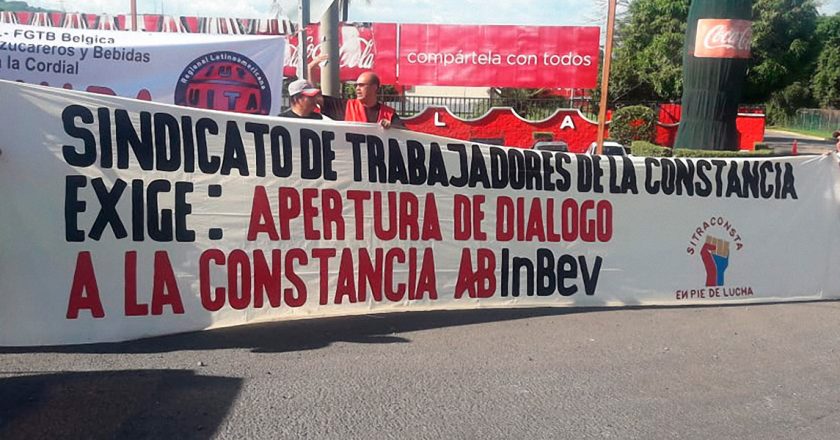 - FGTB Belgica
zucareros y Bebidas
la Cordial
Regional Latinoamericana
UITA
Coca-Cola
compártela con todos
Coca-Cola
L A
SINDICATO DE TRABAJADORES DE LA CONSTANCIA
EXIGE: APERTURA DE DIALOGO
A LA CONSTANCIA ABInBev
SITRACONSTA
EN PIE DE LUCHA